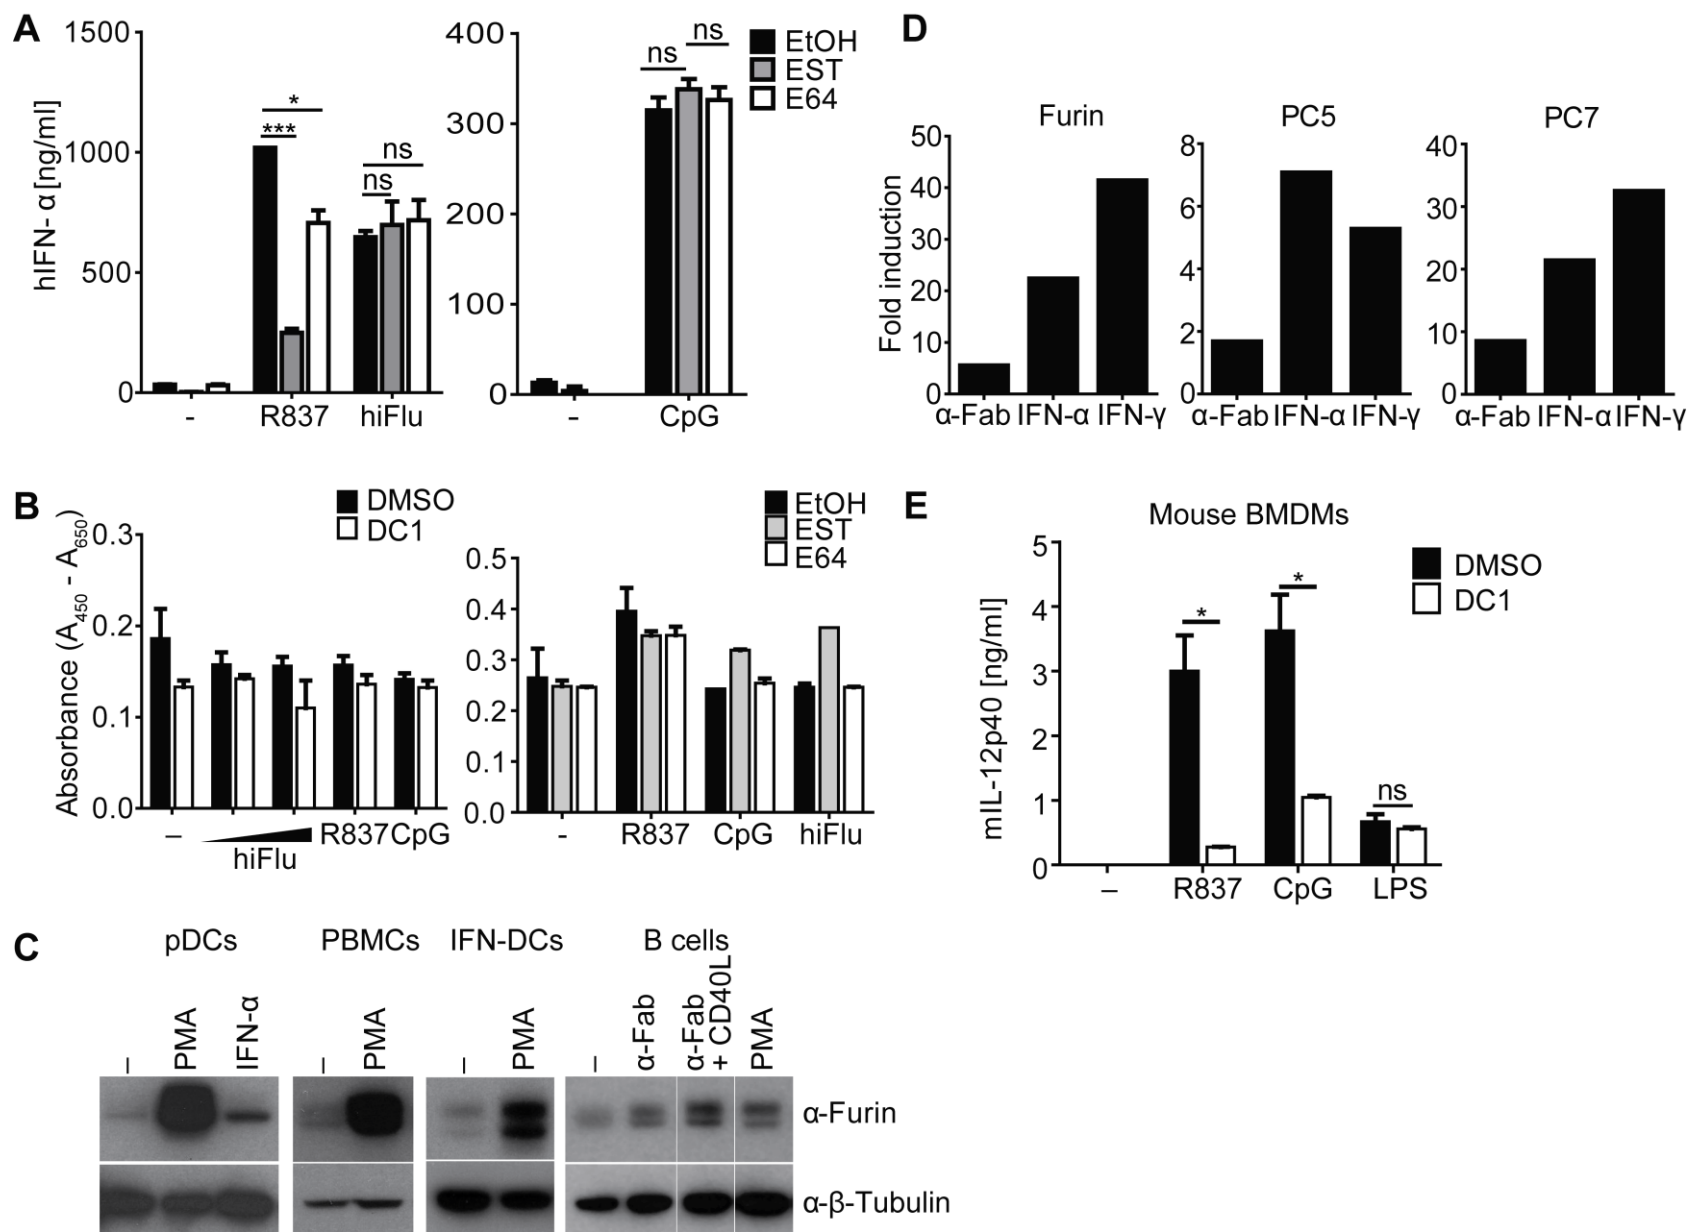 A
hIFN- α [ng/ml]
1500
1000
500
0
*
***
ns
ns
-
R837
hiFlu
400
300
200
100
0
ns
ns
-
CpG
EtOH
EST
E64
B
Absorbance (A450 - A650)
0.3
0.2
0.1
0.0
DMSO
DC1
–
hiFlu
R837
CpG
0.5
0.4
0.3
0.2
0.1
0.0
EtOH
EST
E64
-
R837
CpG
hiFlu
C
pDCs
PBMCs
IFN-DCs
B cells
–
PMA
IFN-α
–
PMA
–
PMA
–
α-Fab
α-Fab
+ CD40L
PMA
α-Furin
α-β-Tubulin
D
Fold induction
Furin
50
40
30
20
10
0
α-Fab IFN-α IFN-γ
PC5
8
6
4
2
0
α-Fab IFN-α IFN-γ
PC7
40
30
20
10
0
α-Fab IFN-α IFN-γ
E
Mouse BMDMs
mIL-12p40 [ng/ml]
5
4
3
2
1
0
*
*
ns
DMSO
DC1
–
R837
CpG
LPS